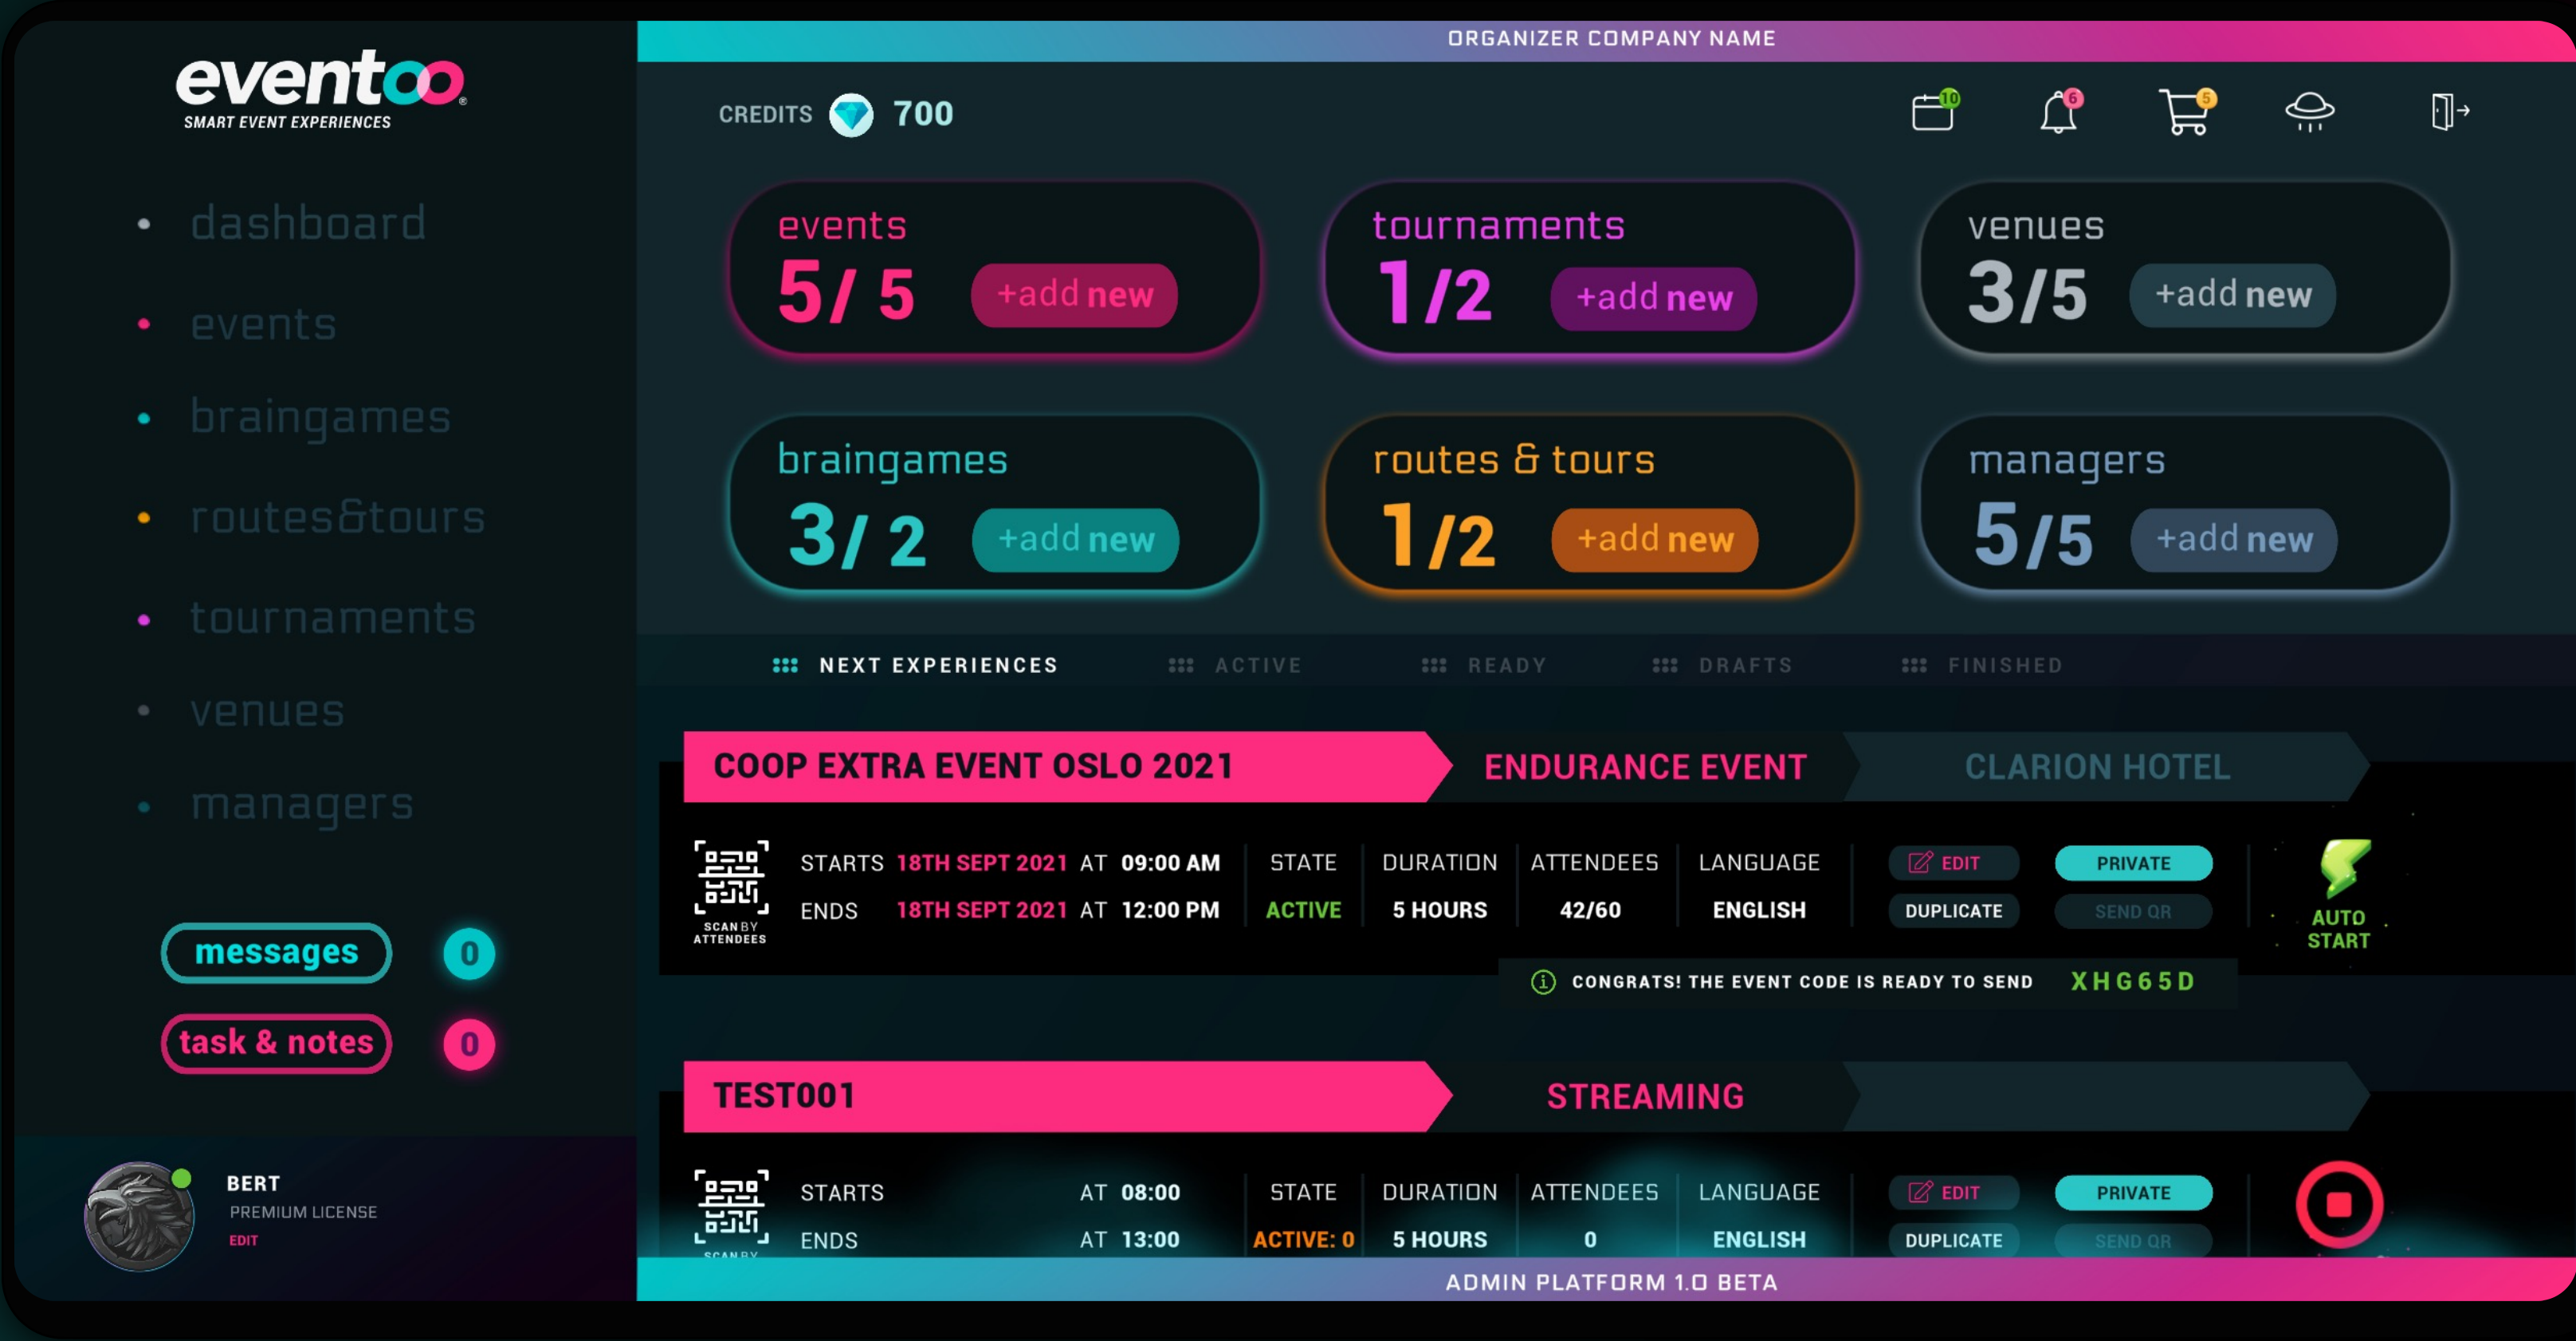 eventoo®
SMART EVENT EXPERIENCES
dashboard
events
braingames
routes&tours
tournaments
venues
managers
messages 0
task & notes 0
BERT
PREMIUM LICENSE
EDIT
ORGANIZER COMPANY NAME
CREDITS 700
10 6 5
events
5/ 5 +add new
tournaments
1/2 +add new
venues
3/5 +add new
braingames
3/ 2 +add new
routes & tours
1/2 +add new
managers
5/5 +add new
NEXT EXPERIENCES ACTIVE READY DRAFTS FINISHED
COOP EXTRA EVENT OSLO 2021 ENDURANCE EVENT CLARION HOTEL
STARTS 18TH SEPT 2021 AT 09:00 AM STATE DURATION ATTENDEES LANGUAGE EDIT PRIVATE
ENDS 18TH SEPT 2021 AT 12:00 PM ACTIVE 5 HOURS 42/60 ENGLISH DUPLICATE SEND QR
SCAN BY
ATTENDEES
AUTO
START
CONGRATS! THE EVENT CODE IS READY TO SEND XHG65D
TEST001 STREAMING
STARTS AT 08:00 STATE DURATION ATTENDEES LANGUAGE EDIT PRIVATE
ENDS AT 13:00 ACTIVE: 0 5 HOURS 0 ENGLISH DUPLICATE SEND QR
SCAN BY
ADMIN PLATFORM 1.0 BETA